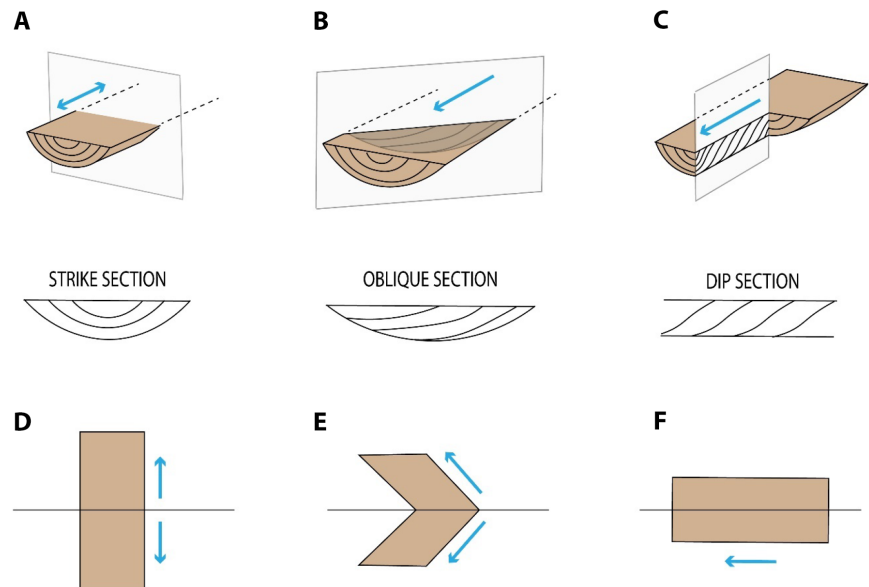 A
B
C
STRIKE SECTION
OBLIQUE SECTION
DIP SECTION
D
E
F